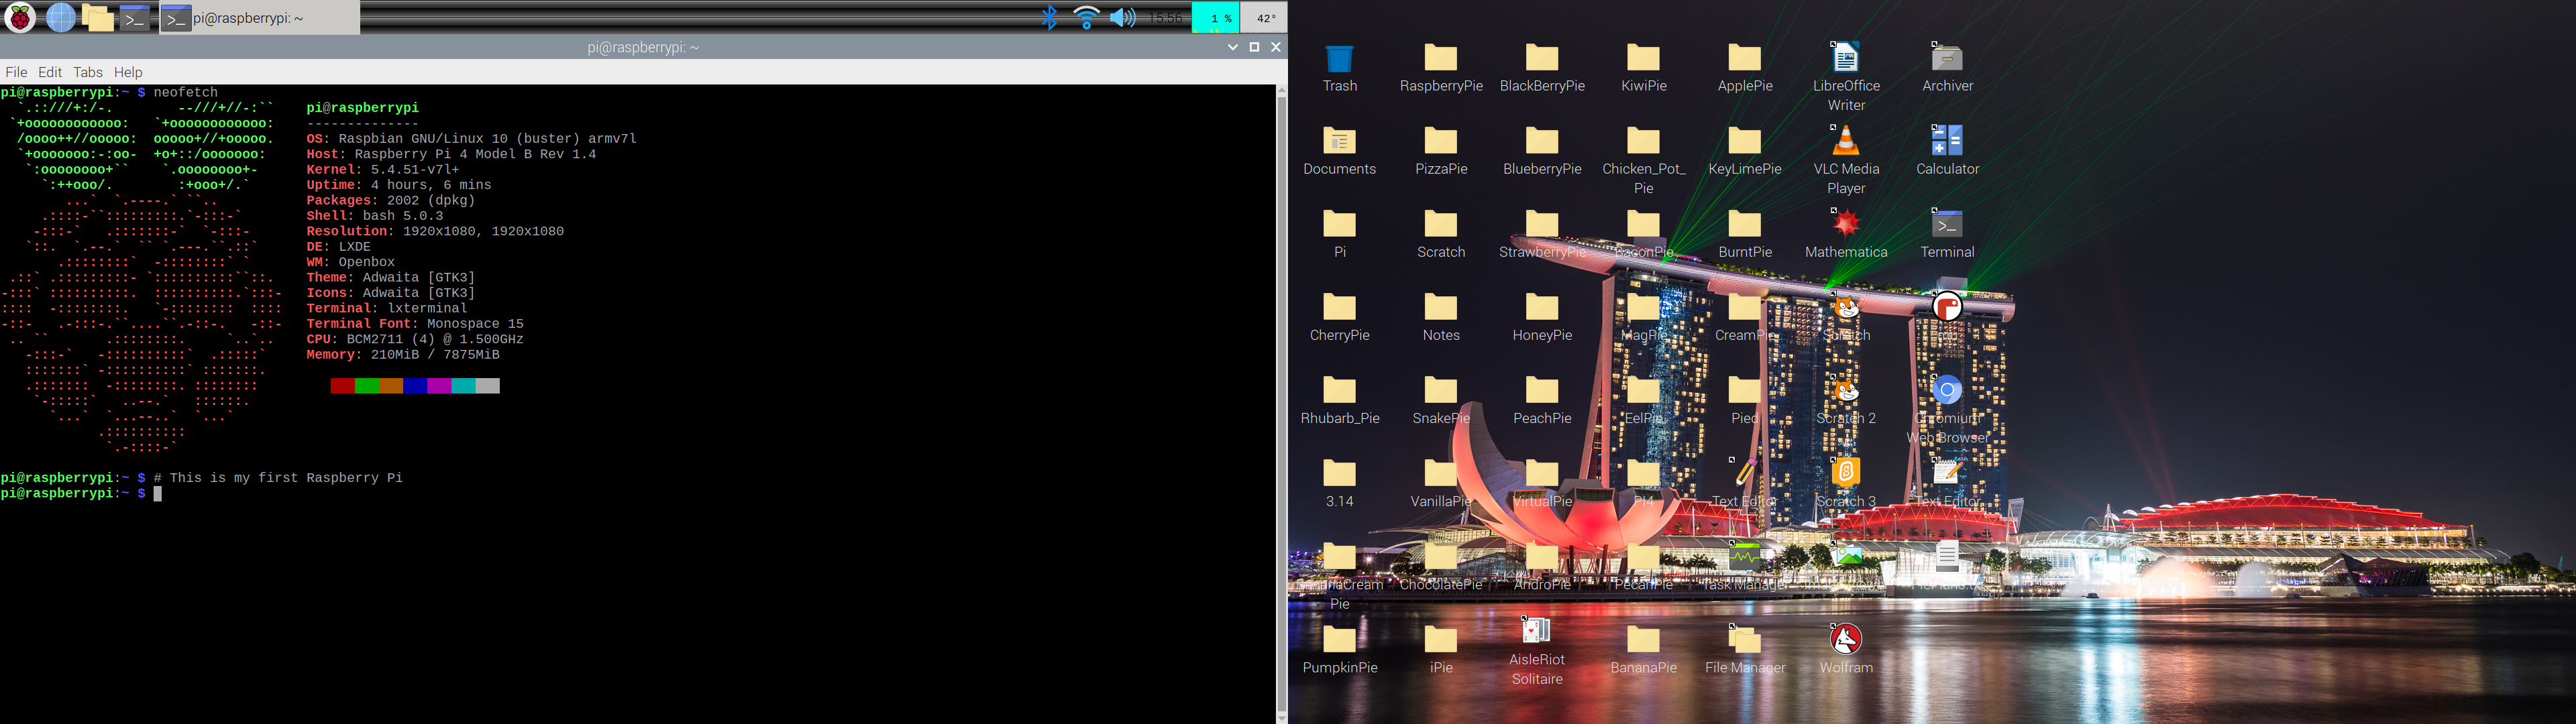 pi@raspberrypi: ~
15:56
1 %
42°
pi@raspberrypi: ~
File Edit Tabs Help
pi@raspberrypi:~ $ neofetch
pi@raspberrypi
--------------
OS: Raspbian GNU/Linux 10 (buster) armv7l
Host: Raspberry Pi 4 Model B Rev 1.4
Kernel: 5.4.51-v7l+
Uptime: 4 hours, 6 mins
Packages: 2002 (dpkg)
Shell: bash 5.0.3
Resolution: 1920x1080, 1920x1080
DE: LXDE
WM: Openbox
Theme: Adwaita [GTK3]
Icons: Adwaita [GTK3]
Terminal: lxterminal
Terminal Font: Monospace 15
CPU: BCM2711 (4) @ 1.500GHz
Memory: 210MiB / 7875MiB
pi@raspberrypi:~ $ # This is my first Raspberry Pi
pi@raspberrypi:~ $
Trash
RaspberryPie
BlackBerryPie
KiwiPie
ApplePie
LibreOffice
Writer
Archiver
Documents
PizzaPie
BlueberryPie
Chicken_Pot_
Pie
KeyLimePie
VLC Media
Player
Calculator
Pi
Scratch
StrawberryPie
BaconPie
BurntPie
Mathematica
Terminal
CherryPie
Notes
HoneyPie
MagPie
CreamPie
Scratch
Rhubarb_Pie
SnakePie
PeachPie
EelPie
Pied
Scratch 2
Chromium
Web Browser
3.14
VanillaPie
VirtualPie
PI4
Text Editor
Scratch 3
Text Editor
Cream
Pie
ChocolatePie
AndroPie
PecanPie
Task Manager
PumpkinPie
iPie
AisleRiot
Solitaire
BananaPie
File Manager
Wolfram